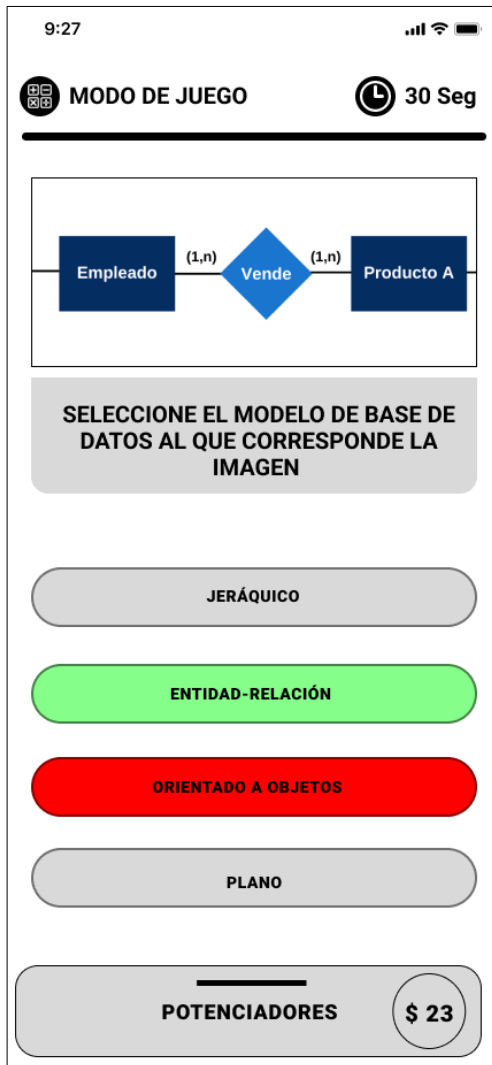 9:27
MODO DE JUEGO
30 Seg
Empleado
(1,n)
Vende
(1,n)
Producto A
SELECCIONE EL MODELO DE BASE DE
DATOS AL QUE CORRESPONDE LA
IMAGEN
JERÁQUICO
ENTIDAD-RELACIÓN
ORIENTADO A OBJETOS
PLANO
POTENCIADORES
$ 23